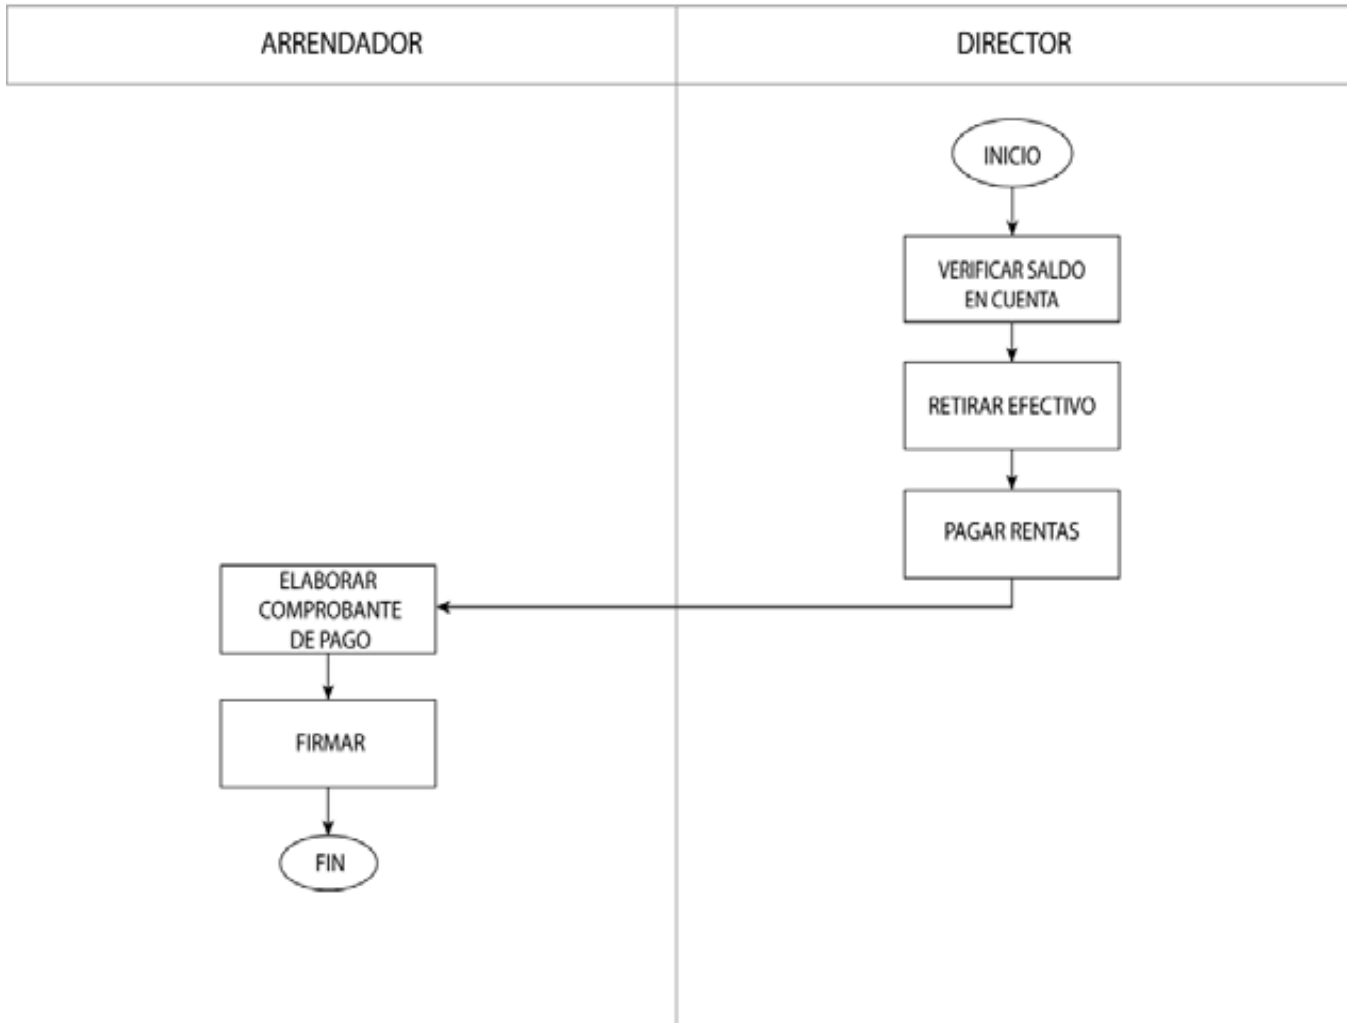 ARRENDADOR
DIRECTOR
INICIO
VERIFICAR SALDO
EN CUENTA
RETIRAR EFECTIVO
PAGAR RENTAS
ELABORAR
COMPROBANTE
DE PAGO
FIRMAR
FIN